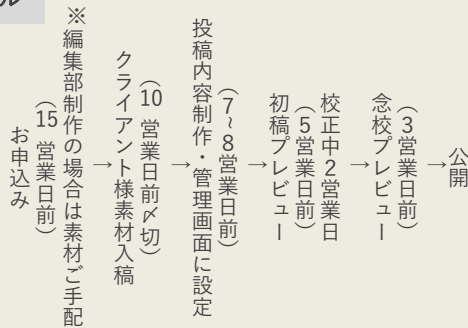 お申込み
（15営業日前）
※編集部制作の場合は素材ご手配
→
クライアント様素材入稿
（10営業日前〆切）
→
投稿内容制作・管理画面に設定
（7~8営業日前）
→
初稿プレビュー
（5営業日前）
校正中2営業日
→
念校プレビュー
（3営業日前）
→
公開